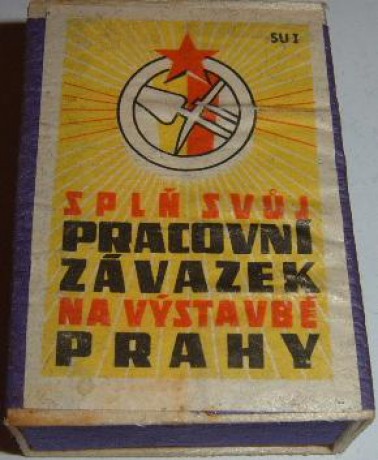 SU I
SPLŇ SVŮJ
PRACOVNÍ
ZÁVAZEK
NA VÝSTAVBĚ
PRAHY